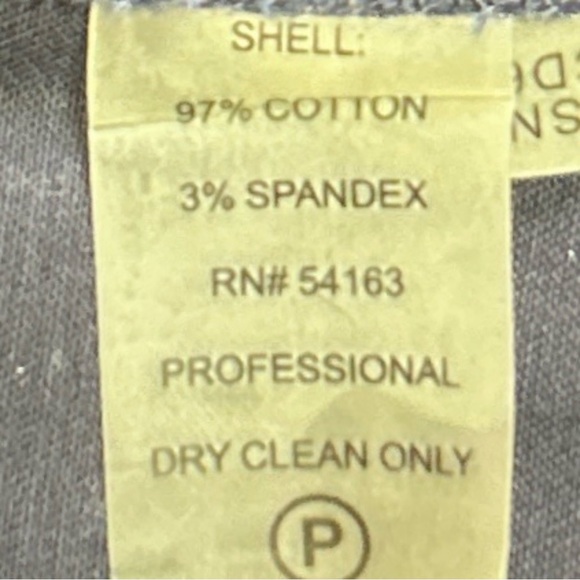 SHELL:
97% COTTON
3% SPANDEX
RN# 54163
PROFESSIONAL
DRY CLEAN ONLY
P